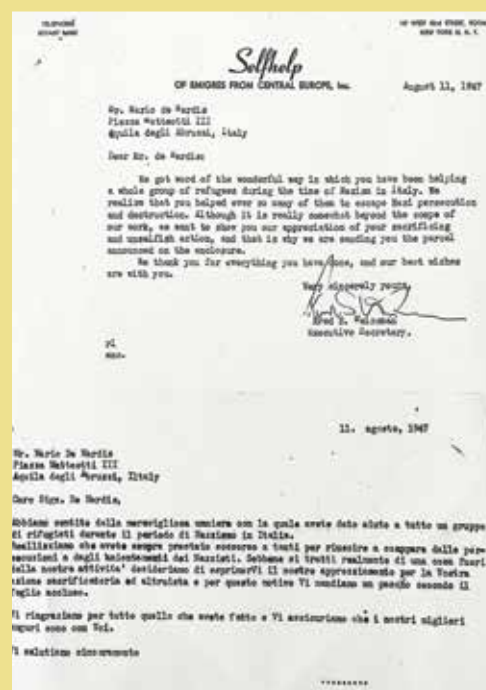 TELEPHONE
Selfhelp
OF EMIGRES FROM CENTRAL EUROPE, Inc.
NEW YORK
August 11, 1947
Mr. Mario de Nardis
Piazza Matteotti III
Aquila degli Abruzzi, Italy
Dear Mr. de Nardis:
We got word of the wonderful way in which you have been helping
a whole group of refugees during the time of Nazism in Italy. We
realize that you helped ever so many of them to escape Nazi persecution
and destruction. Although it is really somewhat beyond the scope of
our work, we want to show you our appreciation of your sacrificing
and unselfish action, and that is why we are sending you the parcel
announced on the enclosure.
We thank you for everything you have done, and our best wishes
are with you.
Very sincerely yours,
Executive Secretary.
11. agosto, 1947
Mr. Mario De Nardis
Piazza Matteotti III
Aquila degli Abruzzi, Iitaly
Caro Sign. De Nardis,
Abbiamo sentito della maravigliosa maniera con la quale avete dato aiuto a tutto un gruppo
di rifugiati durante il periodo di Nazzismo in Italia.
Reallizziamo che avete sempre prestato soccorso a tanti per riuscire a scappare dalle per-
secuzioni e dagli dei Nazisti. Sebbene si tratti realmente di una cosa fuori
della nostra attivita' desideriamo di esprimerVi il nostro apprezzamento per la Vostra
azione sacrificatoria ed altruista e per questo motivo Vi mandiamo un pacco secondo il
foglio accluso.
Vi ringraziamo per tutto quello che avete fatto e Vi assicuriamo che i nostri migliori
auguri sono con Voi.
Vi salutiamo sinceramente